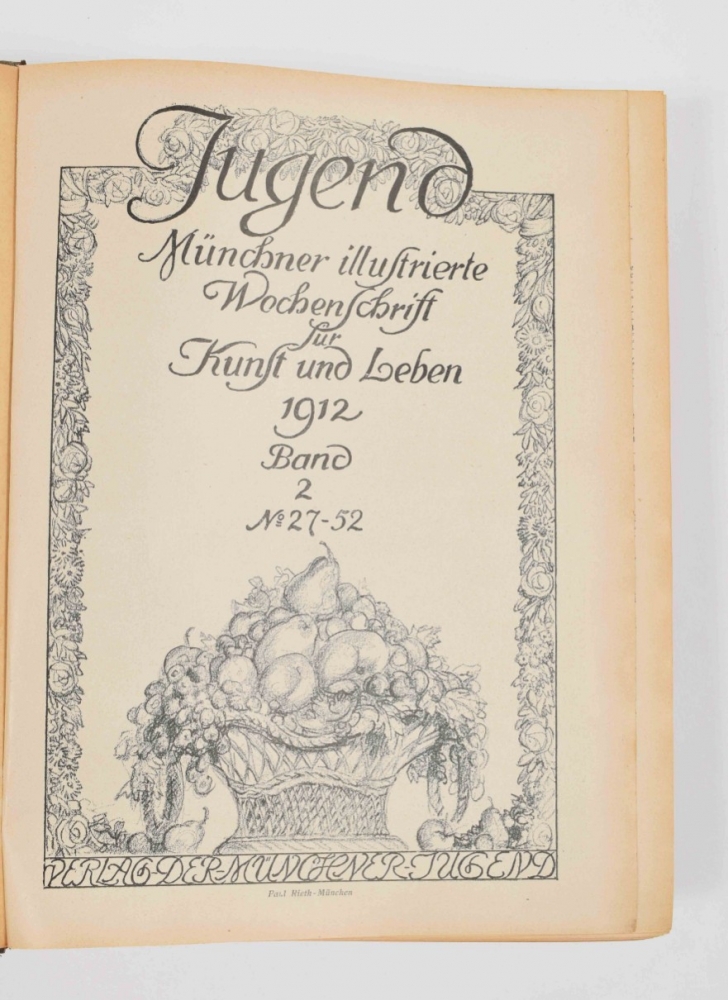 Jugend
Münchner illuſtrierte
Wochenſchrift
für
Kunſt und Leben
1912
Band
2
№ 27-52
VERLAG·DER·MÜNCHNER·JUGEND
Paul Rieth-München